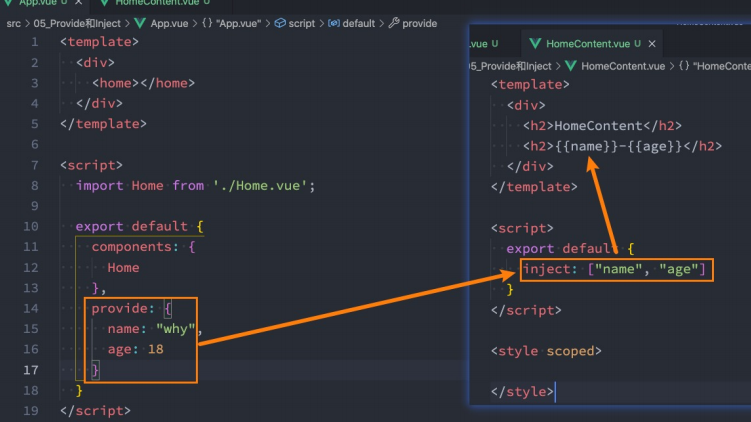 App.vue U
HomeContent.vue U
src > 05_Provide和Inject > App.vue > {} "App.vue" > script > default > provide
1 <template>
2 <div>
3 <home></home>
4 </div>
5 </template>
6
7 <script>
8 import Home from './Home.vue';
9
10 export default {
11 components: {
12 Home
13 },
14 provide: {
15 name: "why",
16 age: 18
17 }
18 }
19 </script>
.vue U
HomeContent.vue U ×
05_Provide和Inject > HomeContent.vue > {} "HomeConte
<template>
<div>
<h2>HomeContent</h2>
<h2>{{name}}-{{age}}</h2>
</div>
</template>
<script>
export default {
inject: ["name", "age"]
}
</script>
<style scoped>
</style>